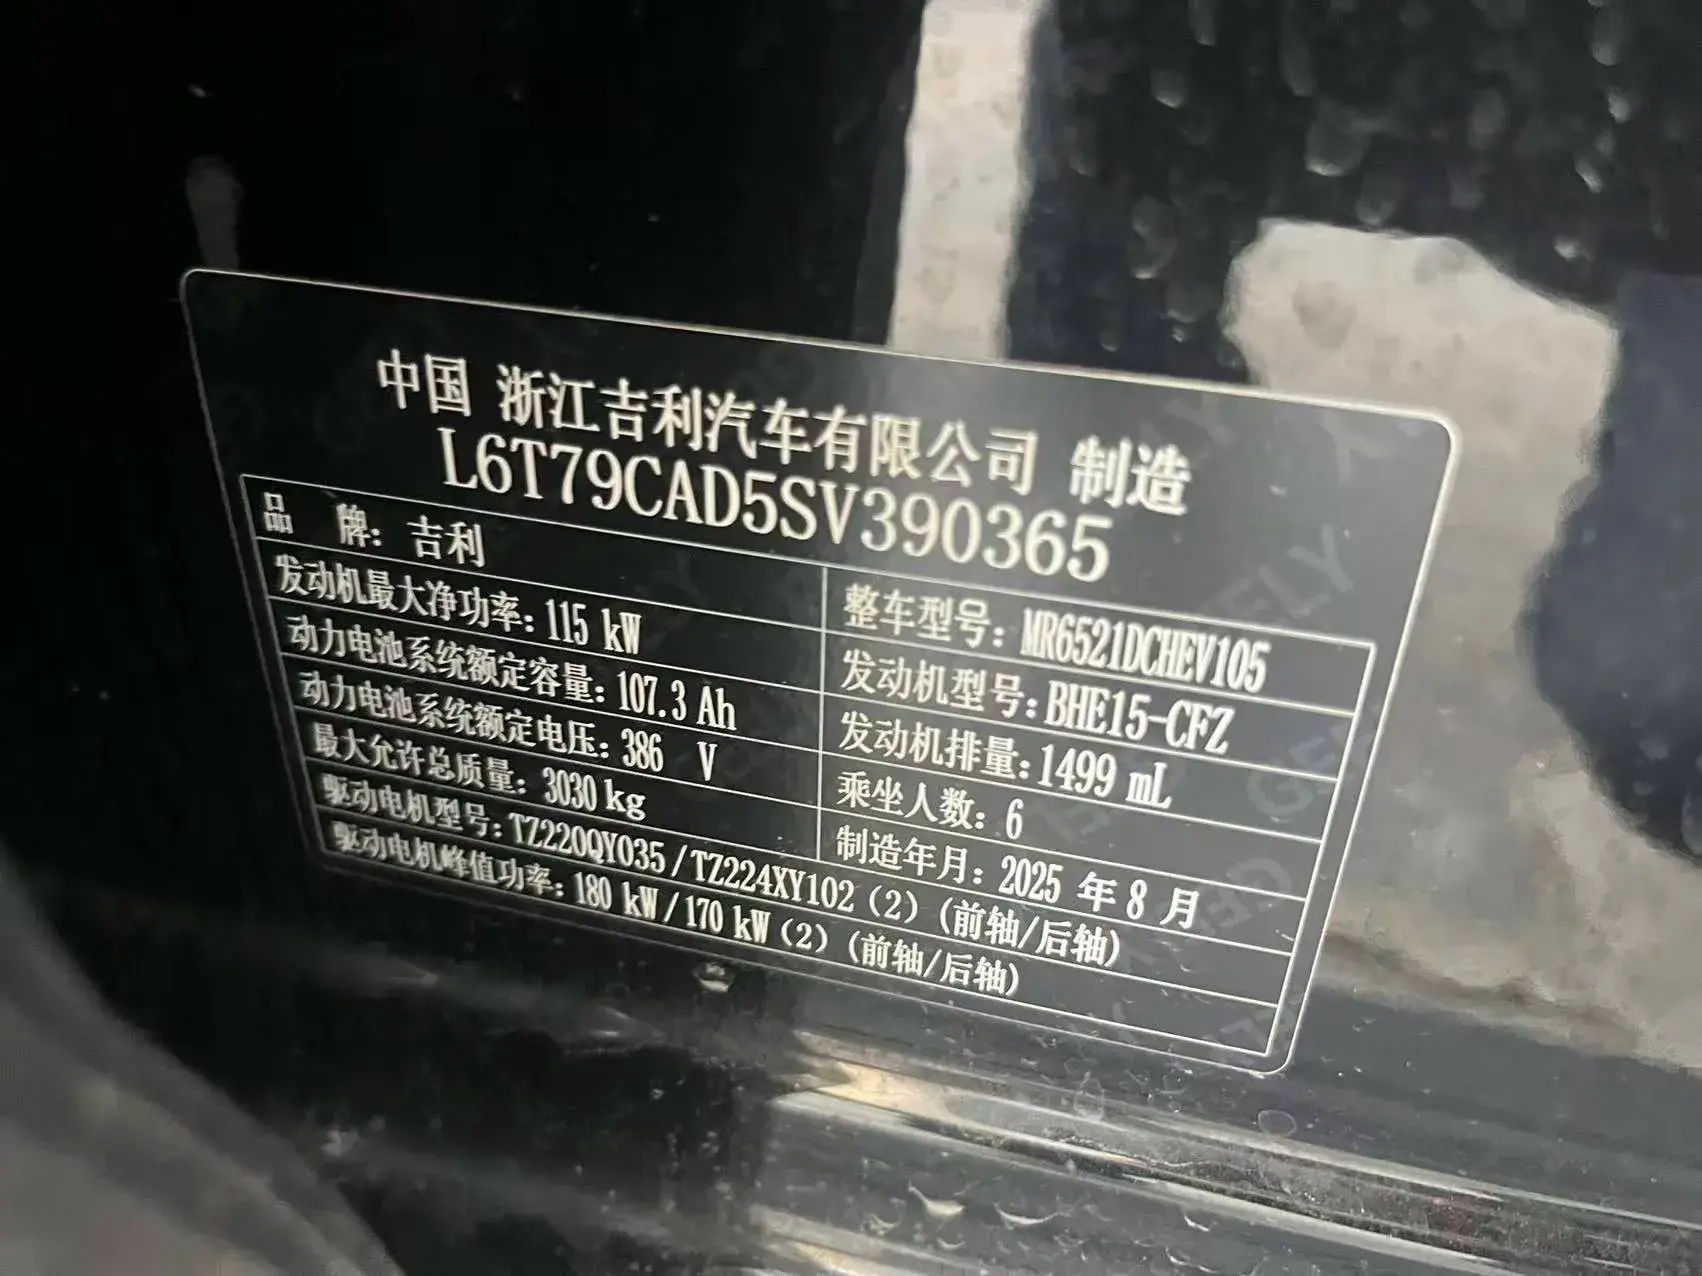 中国 浙江吉利汽车有限公司 制造
L6T79CAD5SV390365
品 牌: 吉利
整车型号: MR6521DCHEV105
发动机最大净功率: 115 kW
发动机型号: BHE15-CFZ
动力电池系统额定容量: 107.3 Ah
发动机排量: 1499 mL
动力电池系统额定电压: 386 V
乘坐人数: 6
最大允许总质量: 3030 kg
制造年月: 2025 年 8 月
驱动电机型号: TZ220QY035/TZ224XY102(2)(前轴/后轴)
驱动电机峰值功率: 180 kW/170 kW(2)(前轴/后轴)